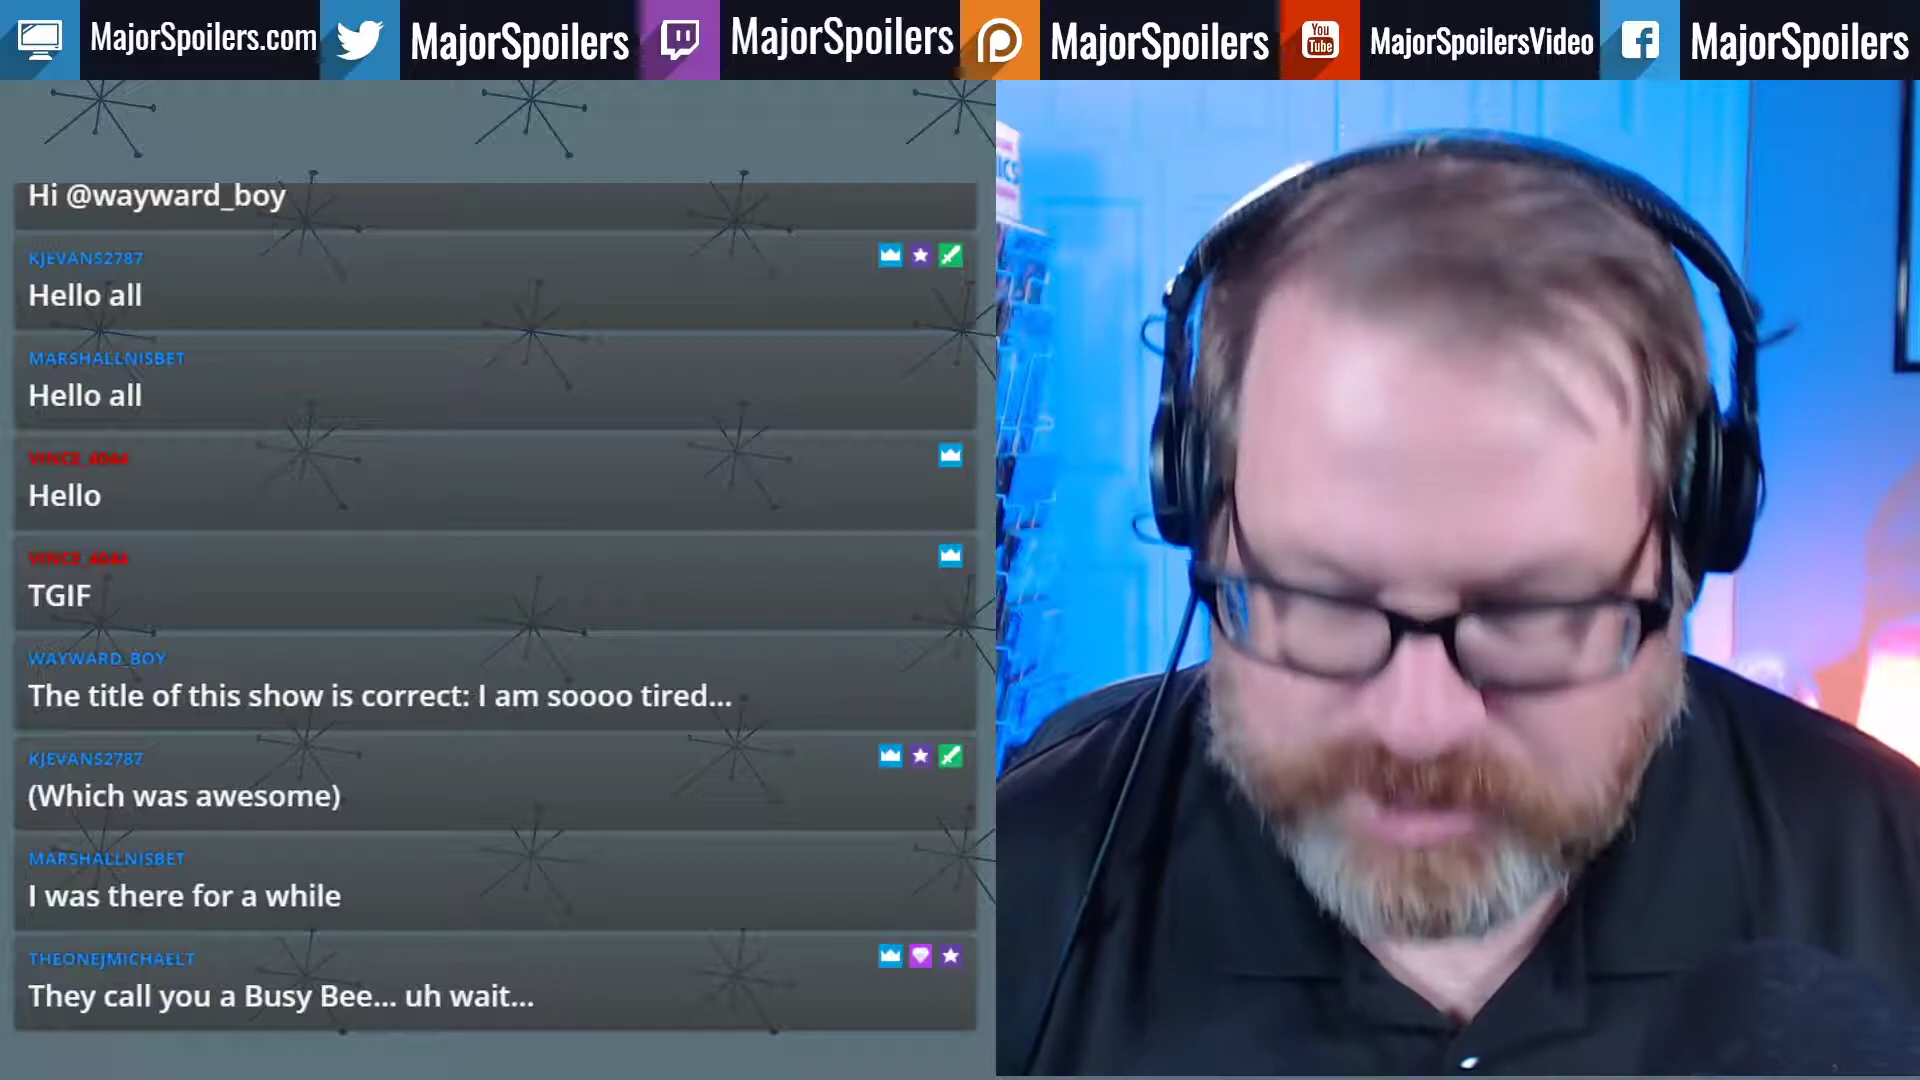 MajorSpoilers.com
MajorSpoilers
MajorSpoilers
MajorSpoilers
You
Tube
MajorSpoilersVideo
MajorSpoilers
Hi @wayward_boy
KJEVANS2787
Hello all
MARSHALLNISBET
Hello all
VINCE_4044
Hello
VINCE_4044
TGIF
WAYWARD_BOY
The title of this show is correct: I am soooo tired...
KJEVANS2787
(Which was awesome)
MARSHALLNISBET
I was there for a while
THEONEJMICHAELT
They call you a Busy Bee... uh wait...